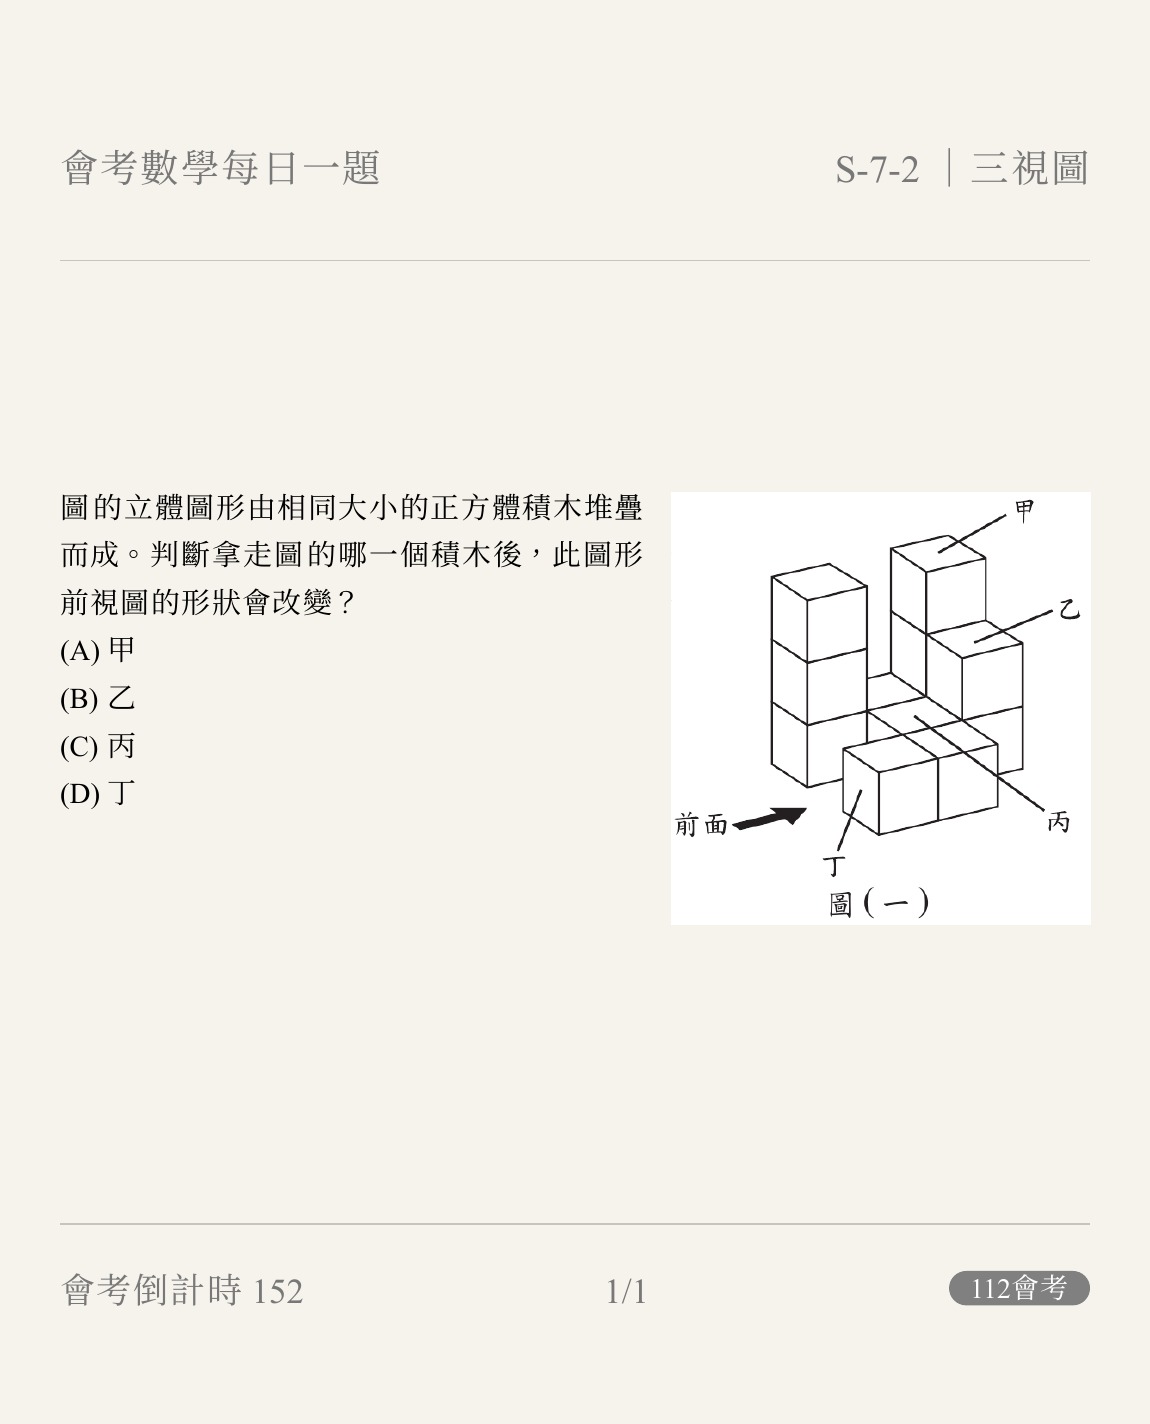 會考數學每日一題
S-7-2｜三視圖
圖的立體圖形由相同大小的正方體積木堆疊
而成。判斷拿走圖的哪一個積木後，此圖形
前視圖的形狀會改變？
(A) 甲
(B) 乙
(C) 丙
(D) 丁
甲
乙
丙
前面
丁
圖(一)
會考倒計時 152
1/1
112會考